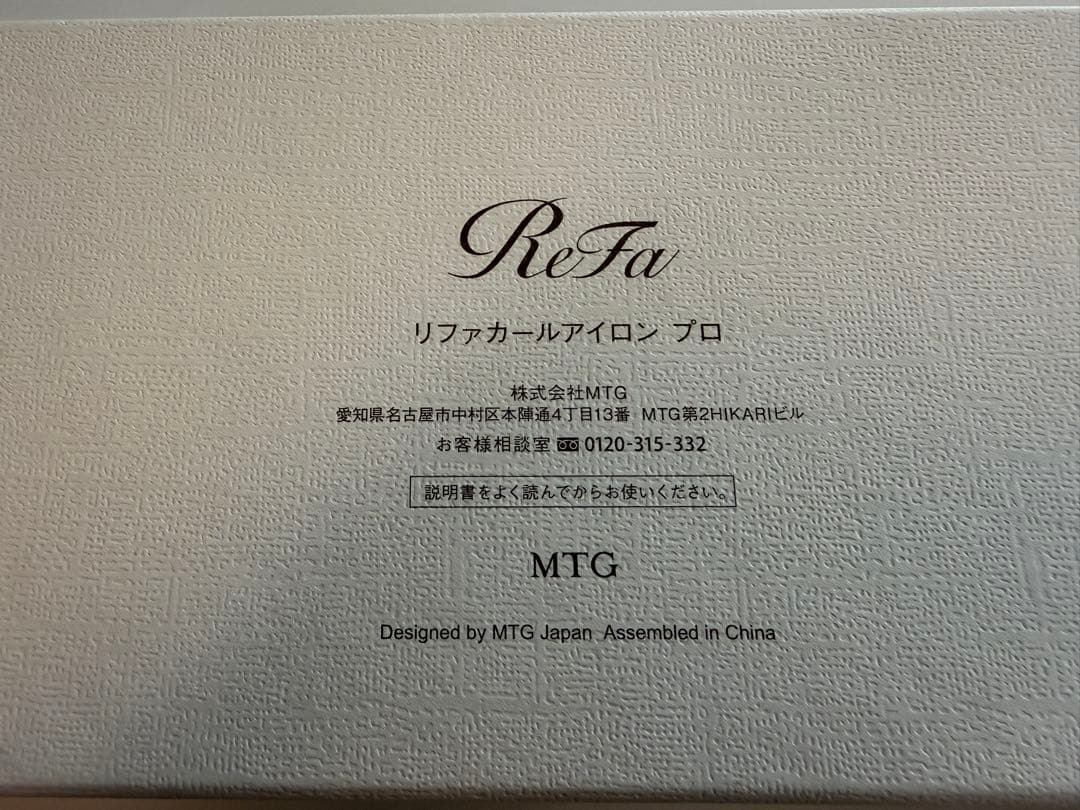 ReFa
リファカールアイロン プロ
株式会社MTG
愛知県名古屋市中村区本陣通4丁目13番 MTG第2HIKARIビル
お客様相談室 0120-315-332
説明書をよく読んでからお使いください。
MTG
Designed by MTG Japan Assembled in China